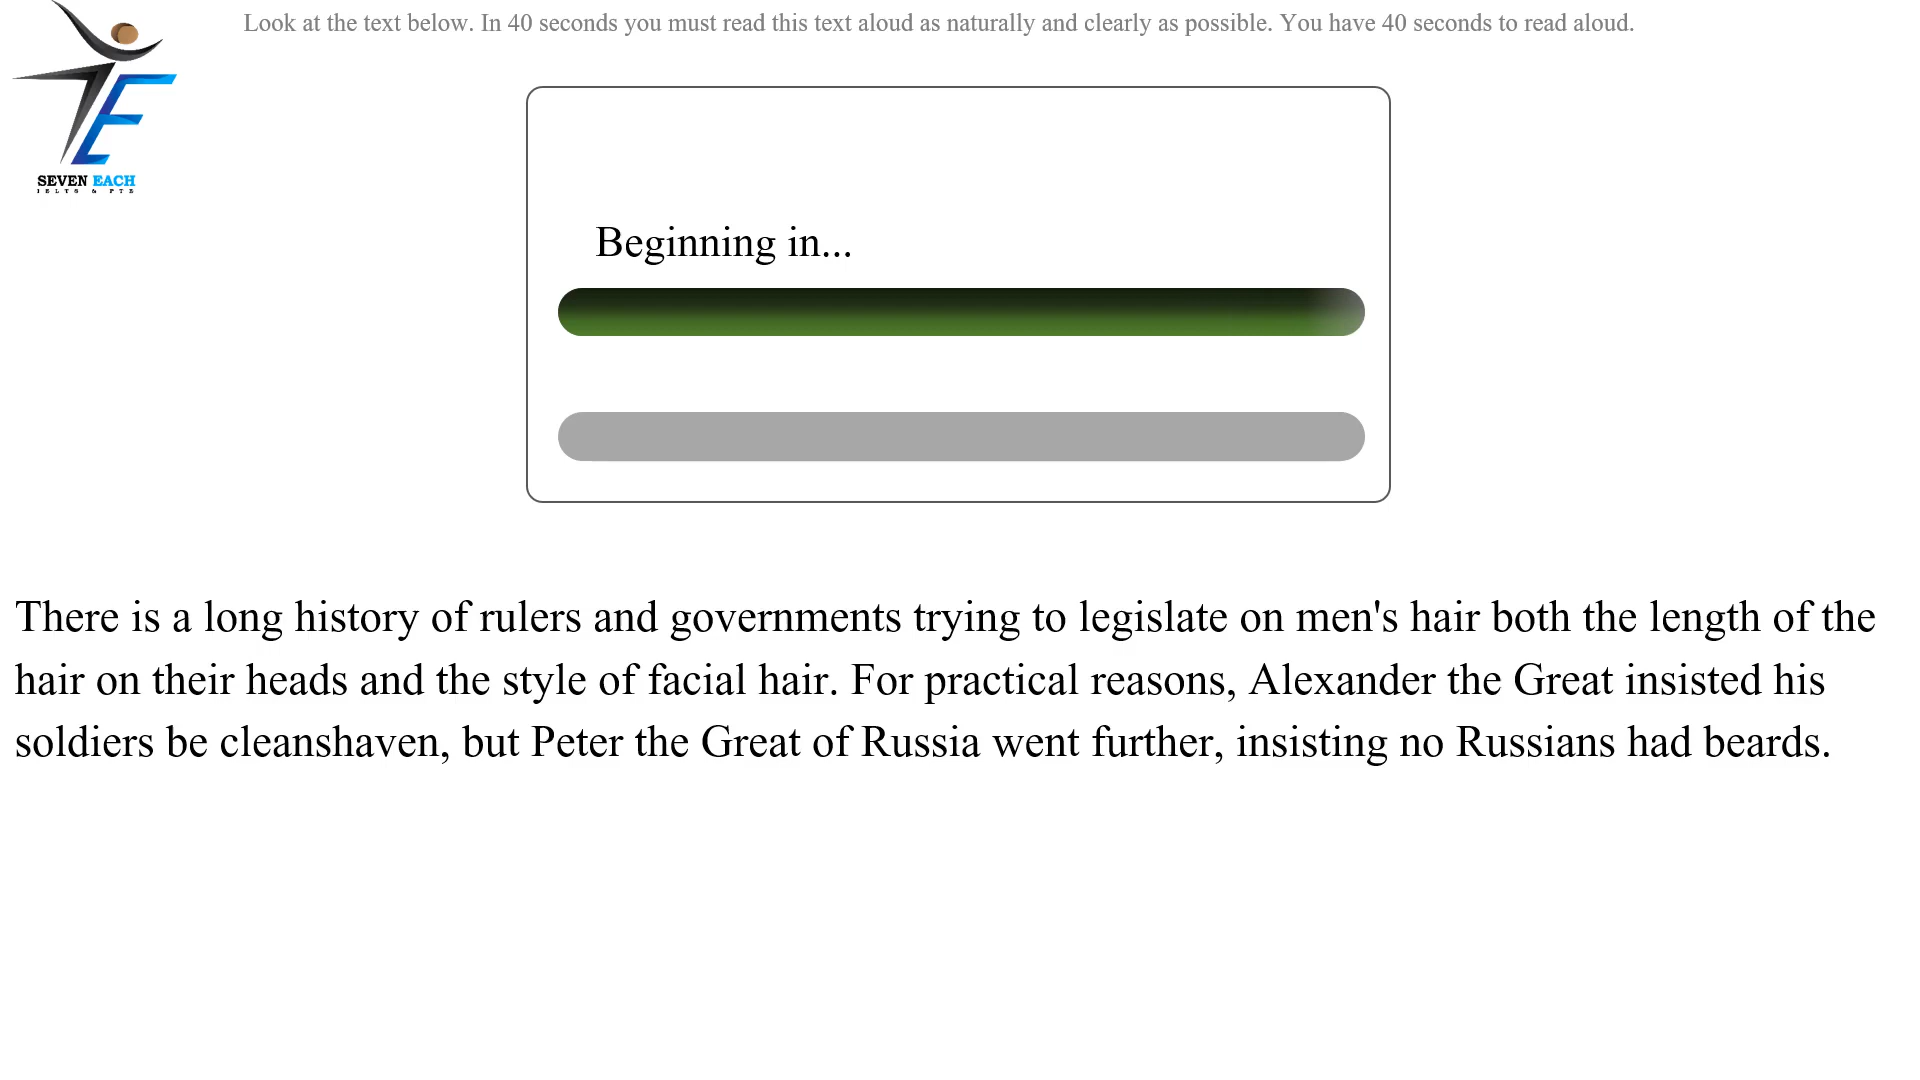 Look at the text below. In 40 seconds you must read this text aloud as naturally and clearly as possible. You have 40 seconds to read aloud.
SEVEN EACH
IELTS & PTE
Beginning in...
There is a long history of rulers and governments trying to legislate on men's hair both the length of the
hair on their heads and the style of facial hair. For practical reasons, Alexander the Great insisted his
soldiers be cleanshaven, but Peter the Great of Russia went further, insisting no Russians had beards.